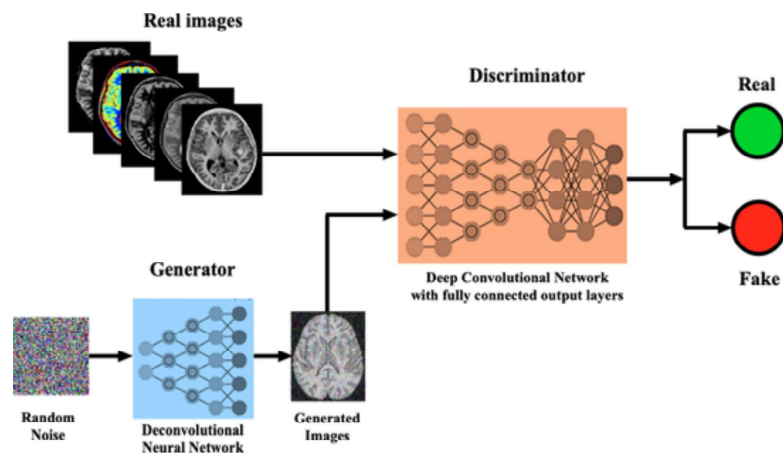 Real images
Discriminator
Real
Fake
Deep Convolutional Network
with fully connected output layers
Generator
Random
Noise
Deconvolutional
Neural Network
Generated
Images